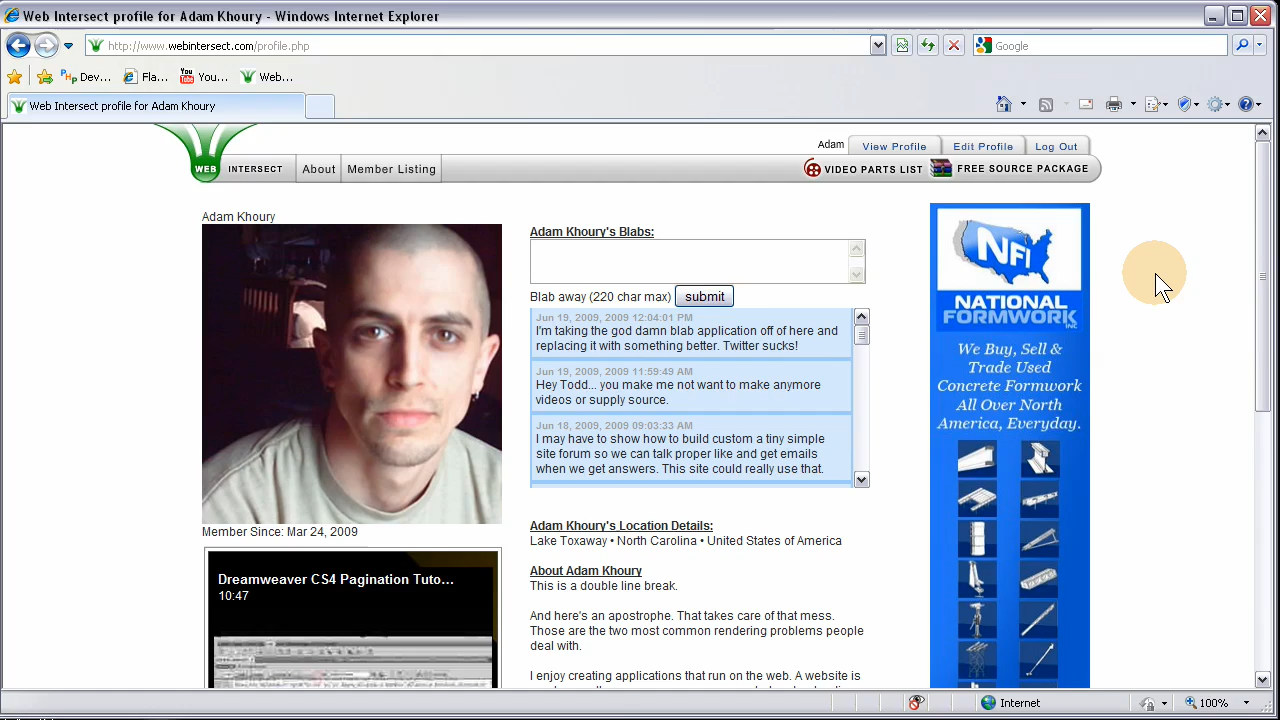 Web Intersect profile for Adam Khoury - Windows Internet Explorer
http://www.webintersect.com/profile.php
Google
Dev...
Fla...
You...
Web...
Web Intersect profile for Adam Khoury
Adam
View Profile
Edit Profile
Log Out
WEB INTERSECT
About
Member Listing
VIDEO PARTS LIST
FREE SOURCE PACKAGE
Adam Khoury
Member Since: Mar 24, 2009
Dreamweaver CS4 Pagination Tuto...
10:47
Adam Khoury's Blabs:
Blab away (220 char max)
submit
Jun 19, 2009, 2009 12:04:01 PM
I'm taking the god damn blab application off of here and
replacing it with something better. Twitter sucks!
Jun 19, 2009, 2009 11:59:49 AM
Hey Todd... you make me not want to make anymore
videos or supply source.
Jun 18, 2009, 2009 09:03:33 AM
I may have to show how to build custom a tiny simple
site forum so we can talk proper like and get emails
when we get answers. This site could really use that.
Adam Khoury's Location Details:
Lake Toxaway • North Carolina • United States of America
About Adam Khoury
This is a double line break.
And here's an apostrophe. That takes care of that mess.
Those are the two most common rendering problems people
deal with.
I enjoy creating applications that run on the web. A website is
NFI
NATIONAL
FORMWORK INC
We Buy, Sell &
Trade Used
Concrete Formwork
All Over North
America, Everyday.
Internet
100%